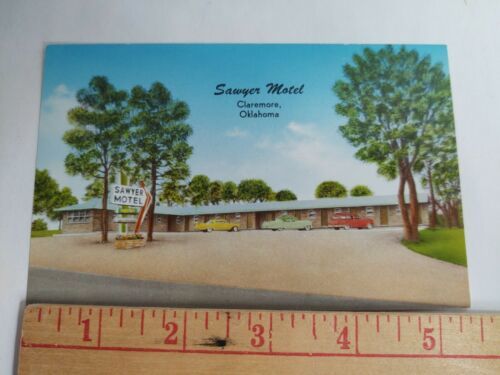 Sawyer Motel
Claremore,
Oklahoma
SAWYER
MOTEL
1 2 3 4 5